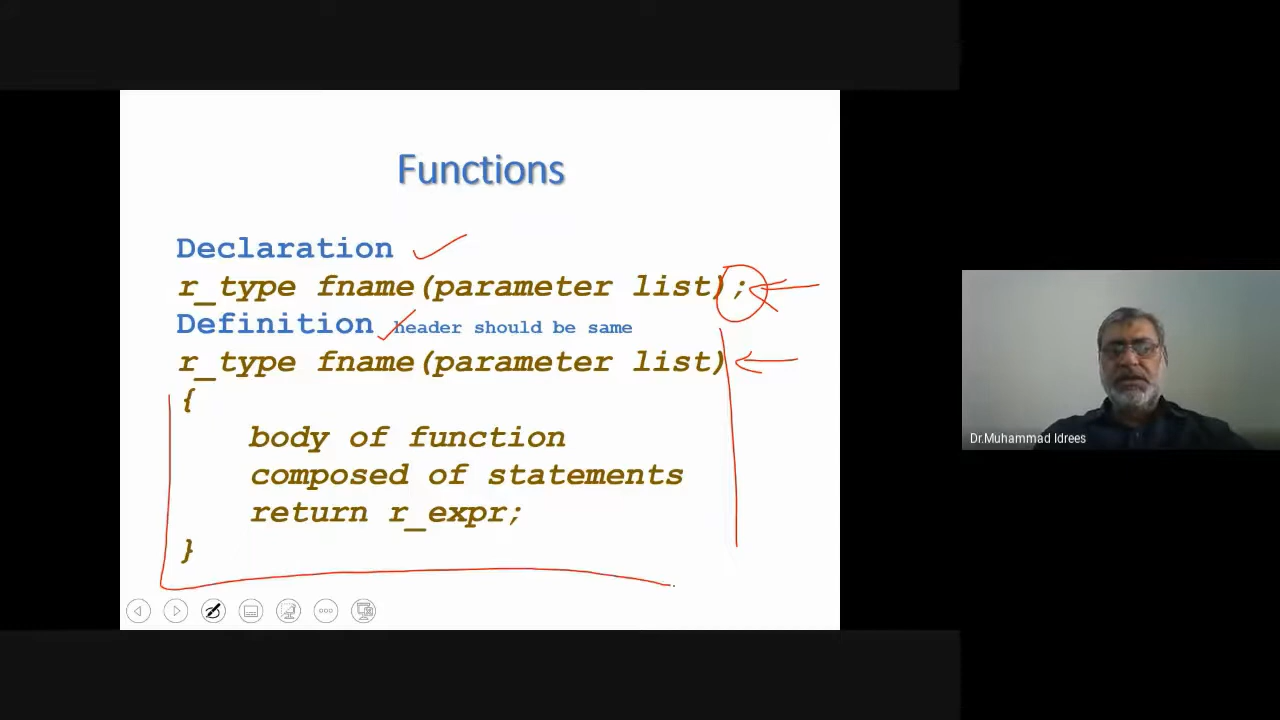 Functions
Declaration
r_type fname(parameter list);
Definition header should be same
r_type fname(parameter list)
{
body of function
composed of statements
return r_expr;
}
Dr.Muhammad Idrees